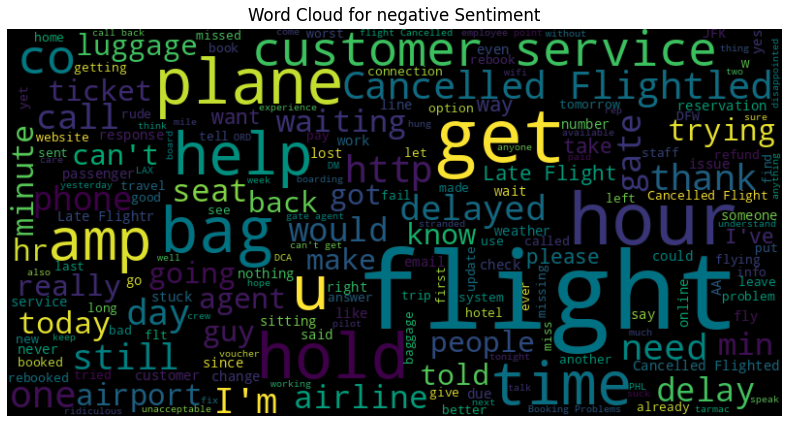 Word Cloud for negative Sentiment
home call back missed worst come flight Cancelled employee point without JFK thing yes
co luggage book customer service even rebook two W
getting plane connection Cancelled Flightled disappointed
yet ticket want way option tomorrow reservation
call rude mile experience waiting line number DFW trying
website response tell ORD pay work available rep sure
minute sent can't think help lost let http hung get anyone paid take gate staff issue refund find anything
care passenger board DM Late Flight thank
yesterday travel LAX week boarding wait left Cancelled Flight
phone good seat back got fail made stranded someone understand
Late Flightr see gate agent delayed weather hour I've
hr amp bag can't get would know use called flying put
also last well DCA make please could info
really go hope nothing right email update check AA leave
going stuck answer trip first system ever missing problem
service long agent hotel say online fly
today day crew sitting u flight miss
new bad flt guy said like baggage people another need min
never keep still pilot since hold tonight much
booked voucher told Cancelled Flighted
rebooked tried customer change working talk time suck PHL delay
one airport fix I'm airline give due next already speak
ridiculous unacceptable better Booking Problems tarmac